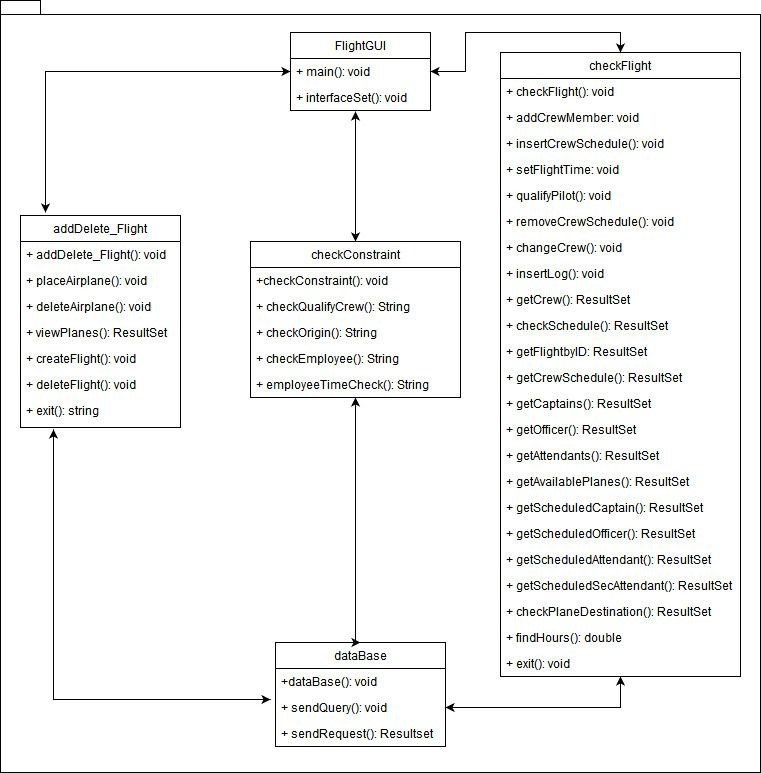 FlightGUI
+ main(): void
+ interfaceSet(): void
checkFlight
+ checkFlight(): void
+ addCrewMember: void
+ insertCrewSchedule(): void
+ setFlightTime: void
+ qualifyPilot(): void
+ removeCrewSchedule(): void
+ changeCrew(): void
+ insertLog(): void
+ getCrew(): ResultSet
+ checkSchedule(): ResultSet
+ getFlightbyID: ResultSet
+ getCrewSchedule(): ResultSet
+ getCaptains(): ResultSet
+ getOfficer(): ResultSet
+ getAttendants(): ResultSet
+ getAvailablePlanes(): ResultSet
+ getScheduledCaptain(): ResultSet
+ getScheduledOfficer(): ResultSet
+ getScheduledAttendant(): ResultSet
+ getScheduledSecAttendant(): ResultSet
+ checkPlaneDestination(): ResultSet
+ findHours(): double
+ exit(): void
addDelete_Flight
+ addDelete_Flight(): void
+ placeAirplane(): void
+ deleteAirplane(): void
+ viewPlanes(): ResultSet
+ createFlight(): void
+ deleteFlight(): void
+ exit(): string
checkConstraint
+checkConstraint(): void
+ checkQualifyCrew(): String
+ checkOrigin(): String
+ checkEmployee(): String
+ employeeTimeCheck(): String
dataBase
+dataBase(): void
+ sendQuery(): void
+ sendRequest(): Resultset